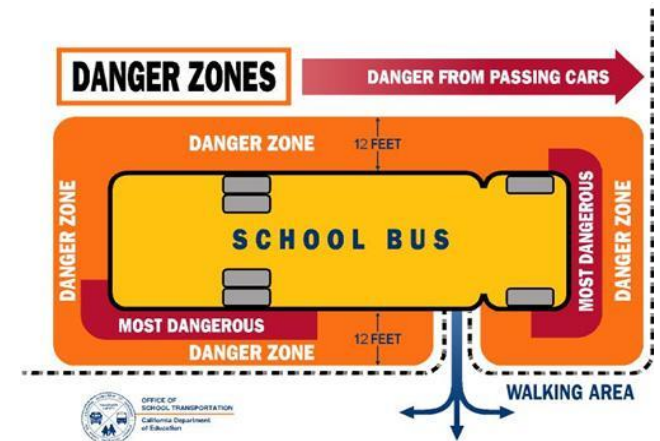 DANGER ZONES
DANGER FROM PASSING CARS
DANGER ZONE
12 FEET
DANGER ZONE
SCHOOL BUS
MOST DANGEROUS
DANGER ZONE
MOST DANGEROUS
12 FEET
DANGER ZONE
WALKING AREA
OFFICE OF
SCHOOL TRANSPORTATION
California Department
of Education